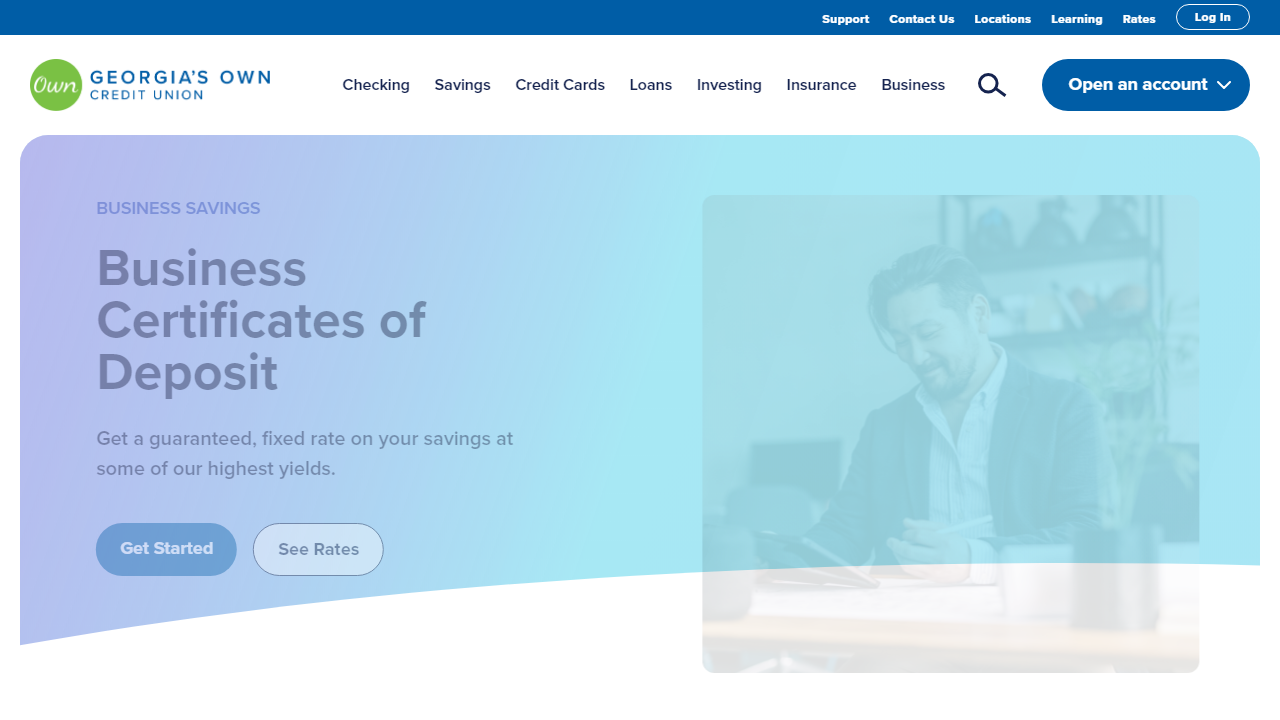 Support Contact Us Locations Learning Rates Log In
Own GEORGIA'S OWN
CREDIT UNION
Checking Savings Credit Cards Loans Investing Insurance Business Open an account
BUSINESS SAVINGS
Business
Certificates of
Deposit
Get a guaranteed, fixed rate on your savings at
some of our highest yields.
Get Started See Rates